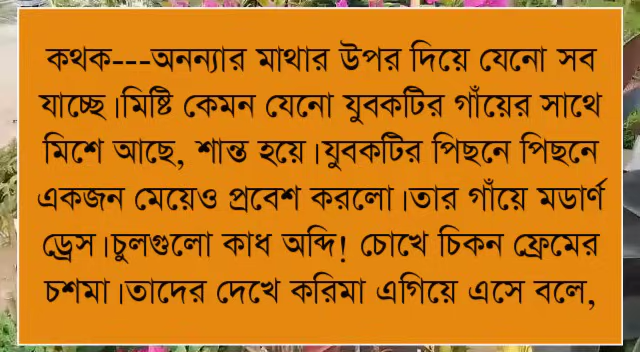 কথক---অনন্যার মাথার উপর দিয়ে যেনো সব
যাচ্ছে।মিষ্টি কেমন যেনো যুবকটির গাঁয়ের সাথে
মিশে আছে, শান্ত হয়ে।যুবকটির পিছনে পিছনে
একজন মেয়েও প্রবেশ করলো।তার গাঁয়ে মডার্ণ
ড্রেস।চুলগুলো কাধ অব্দি! চোখে চিকন ফ্রেমের
চশমা।তাদের দেখে করিমা এগিয়ে এসে বলে,